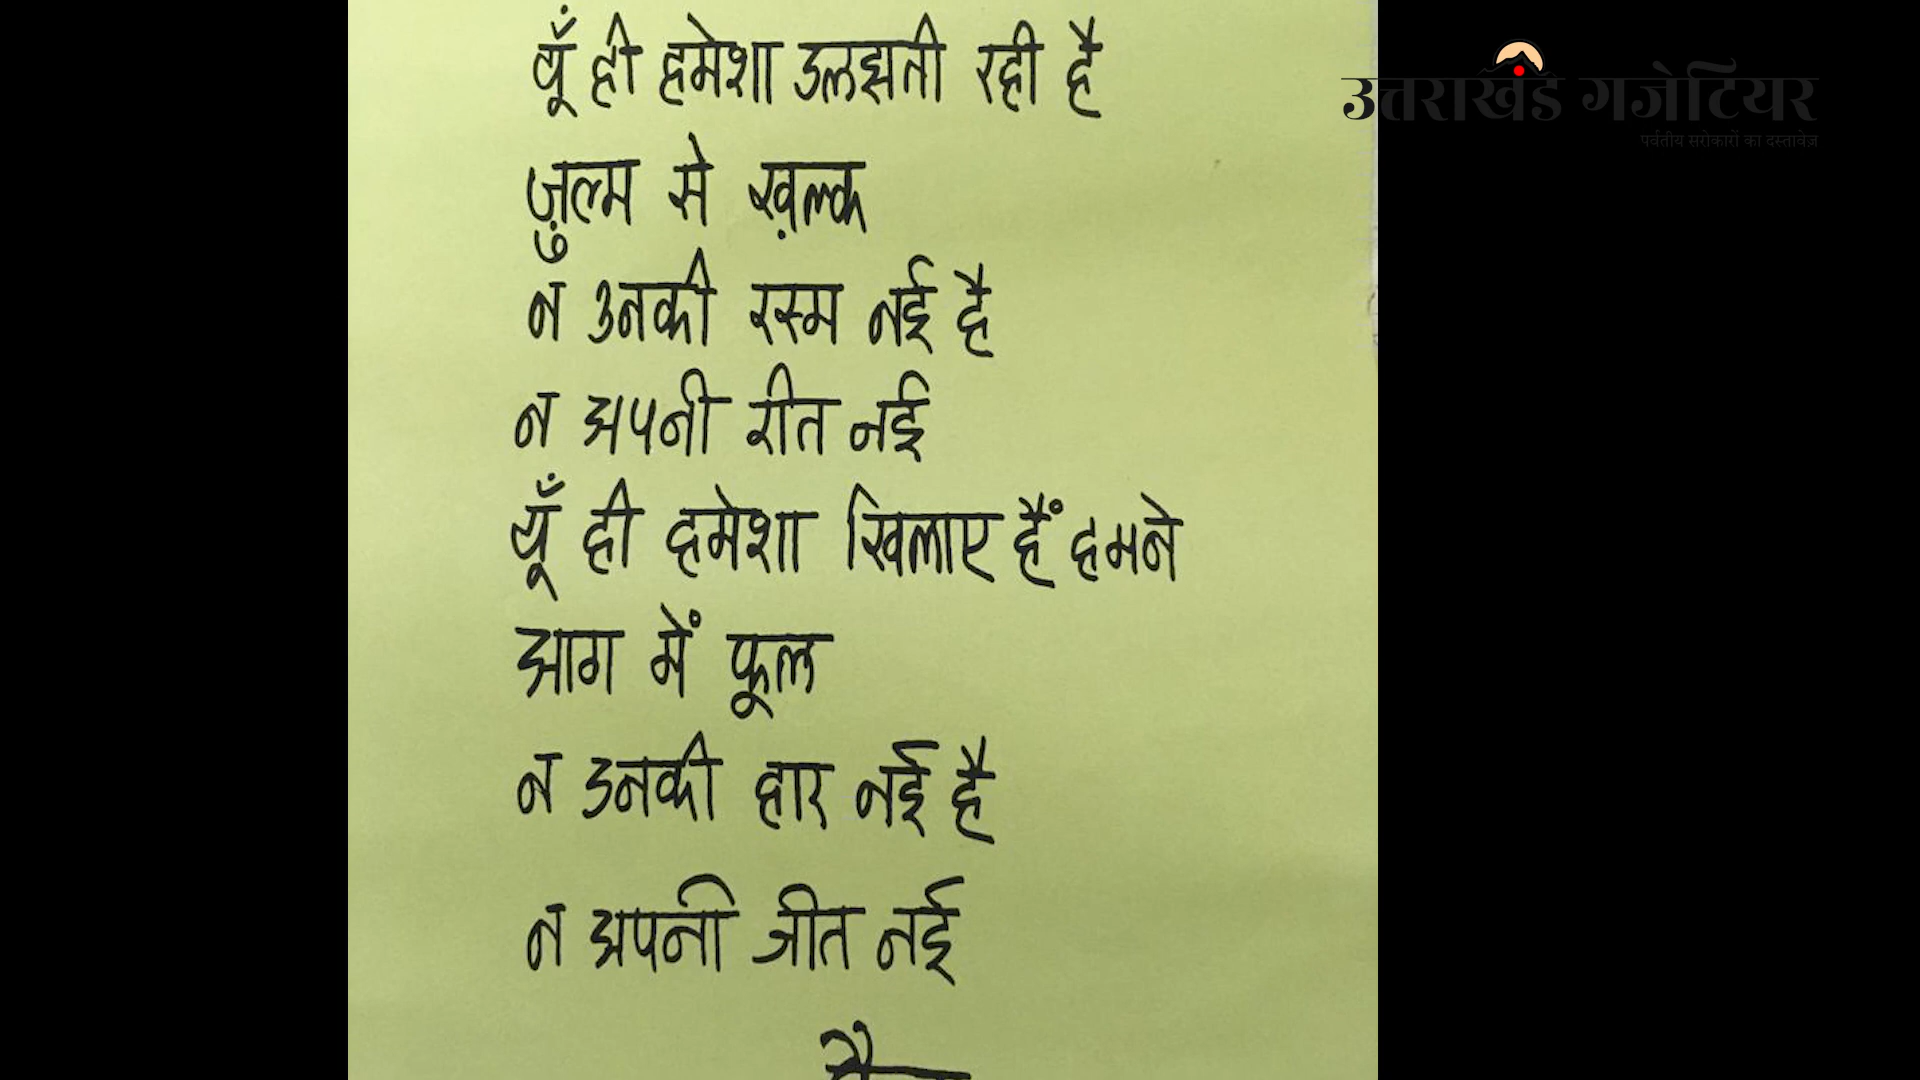 यूँ ही हमेशा उलझती रही है
ज़ुल्म से ख़ल्क
न उनकी रस्म नई है
न अपनी रीत नई
यूँ ही हमेशा खिलाए हैं हमने
आग में फूल
न उनकी हार नई है
न अपनी जीत नई
उत्तराखंड गजेटियर
पर्वतीय सरोकारों का दस्तावेज़